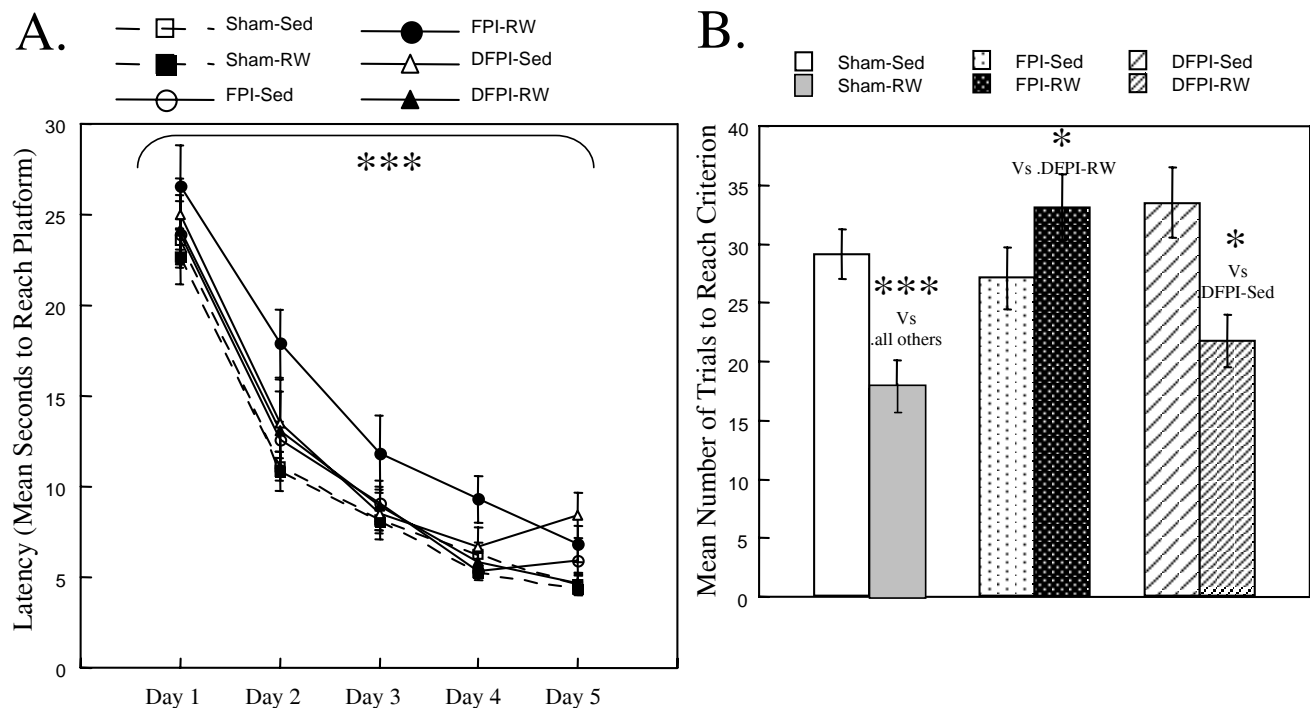 A.
Sham-Sed
Sham-RW
FPI-Sed
FPI-RW
DFPI-Sed
DFPI-RW
Latency (Mean Seconds to Reach Platform)
30
25
20
15
10
5
0
***
Day 1 Day 2 Day 3 Day 4 Day 5
B.
Sham-Sed
Sham-RW
FPI-Sed
FPI-RW
DFPI-Sed
DFPI-RW
Mean Number of Trials to Reach Criterion
40
35
30
25
20
15
10
5
0
***
Vs
.all others
*
Vs .DFPI-RW
*
Vs
DFPI-Sed